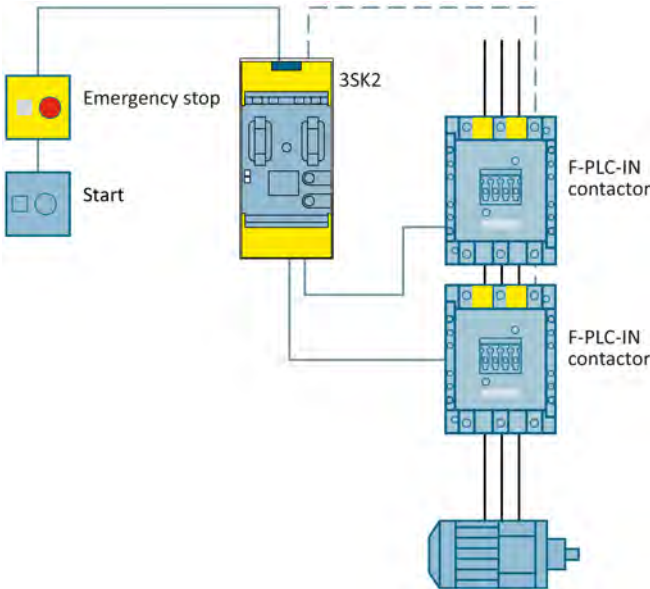 3SK2
Emergency stop
Start
F-PLC-IN
contactor
F-PLC-IN
contactor